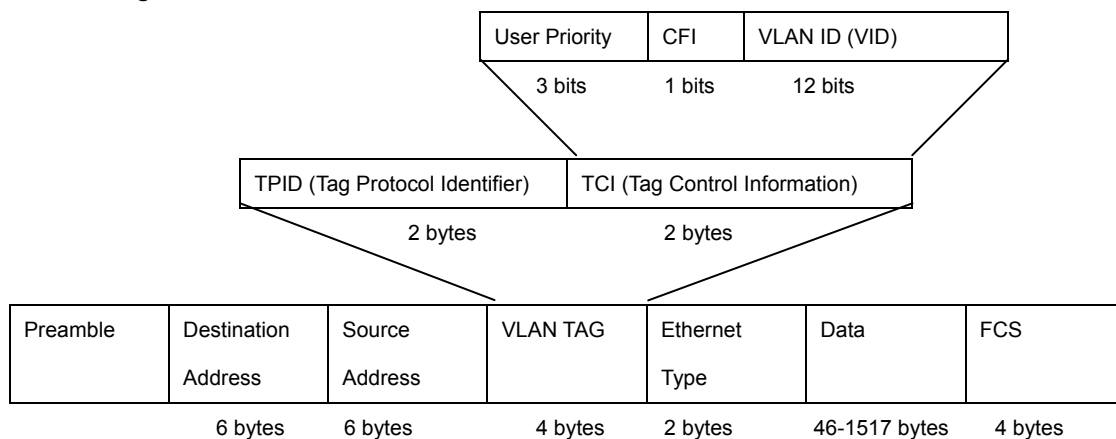 User Priority CFI VLAN ID (VID)
3 bits 1 bits 12 bits
TPID (Tag Protocol Identifier) TCI (Tag Control Information)
2 bytes 2 bytes
Preamble Destination Address Source Address VLAN TAG Ethernet Type Data FCS
6 bytes 6 bytes 4 bytes 2 bytes 46-1517 bytes 4 bytes